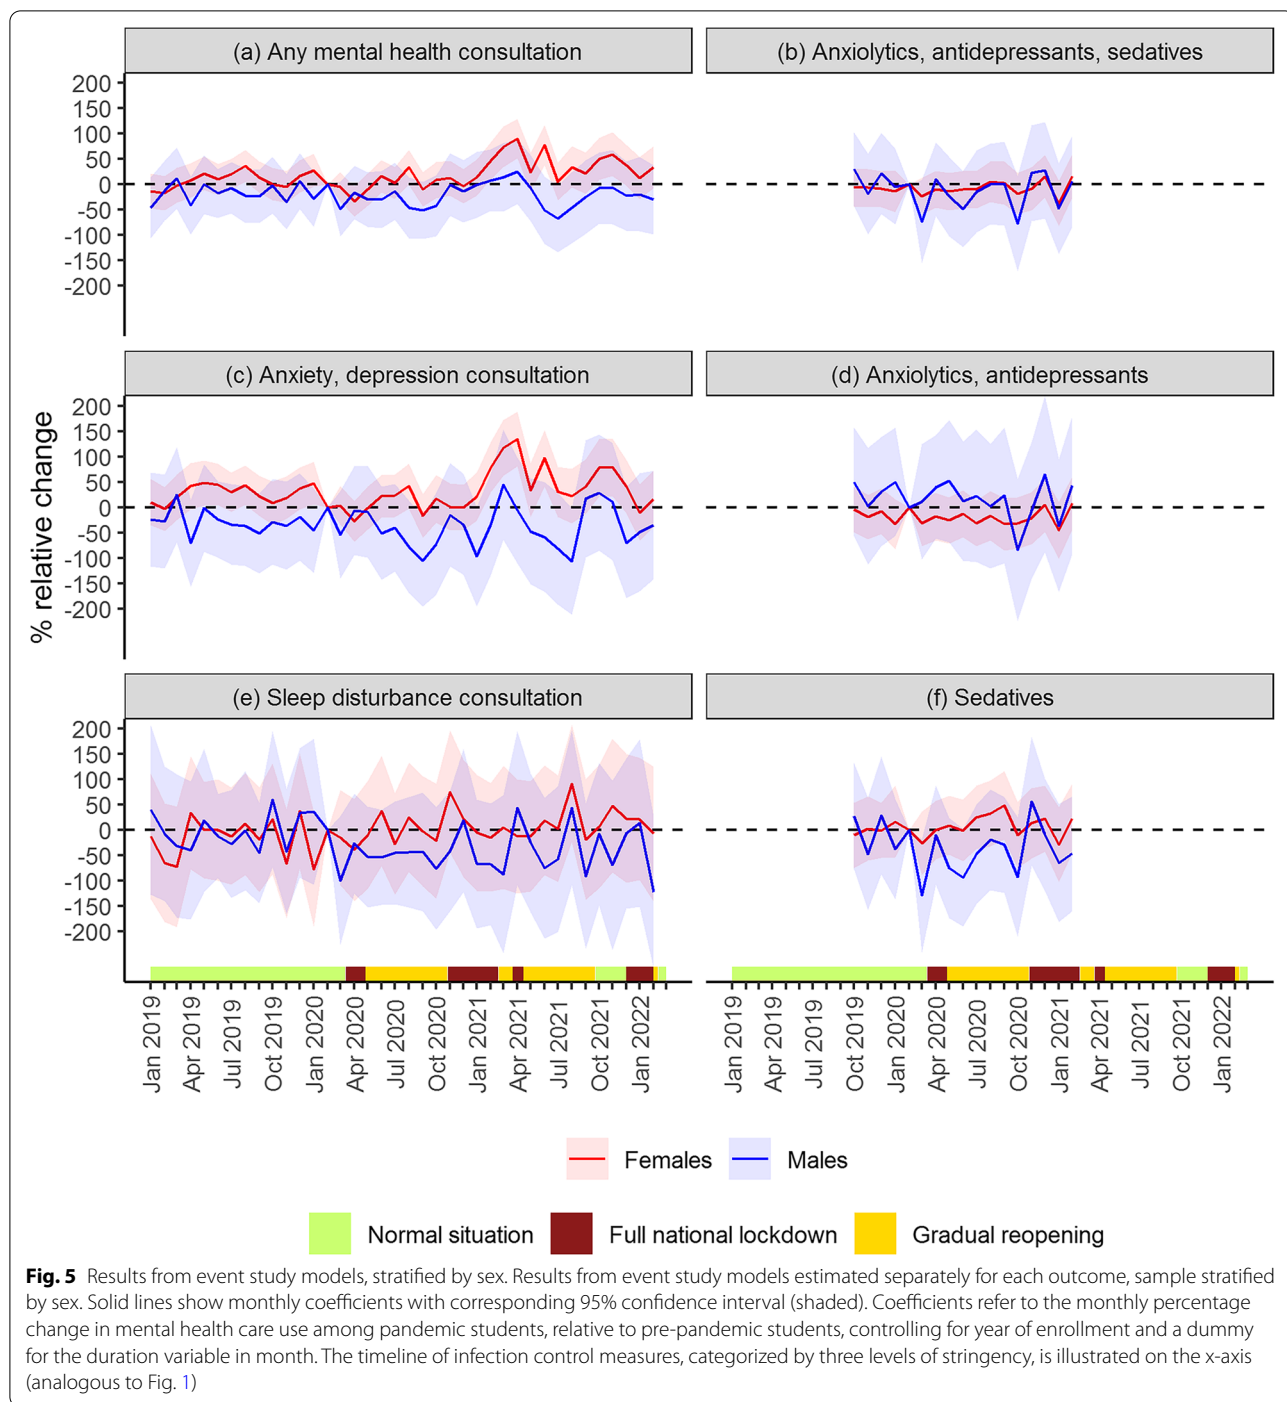 (a) Any mental health consultation
(b) Anxiolytics, antidepressants, sedatives
200
150
100
50
0
-50
-100
-150
-200
(c) Anxiety, depression consultation
(d) Anxiolytics, antidepressants
% relative change
200
150
100
50
0
-50
-100
-150
-200
(e) Sleep disturbance consultation
(f) Sedatives
200
150
100
50
0
-50
-100
-150
-200
Jan 2019
Apr 2019
Jul 2019
Oct 2019
Jan 2020
Apr 2020
Jul 2020
Oct 2020
Jan 2021
Apr 2021
Jul 2021
Oct 2021
Jan 2022
Jan 2019
Apr 2019
Jul 2019
Oct 2019
Jan 2020
Apr 2020
Jul 2020
Oct 2020
Jan 2021
Apr 2021
Jul 2021
Oct 2021
Jan 2022
Females
Males
Normal situation
Full national lockdown
Gradual reopening
Fig. 5 Results from event study models, stratified by sex. Results from event study models estimated separately for each outcome, sample stratified
by sex. Solid lines show monthly coefficients with corresponding 95% confidence interval (shaded). Coefficients refer to the monthly percentage
change in mental health care use among pandemic students, relative to pre-pandemic students, controlling for year of enrollment and a dummy
for the duration variable in month. The timeline of infection control measures, categorized by three levels of stringency, is illustrated on the x-axis
(analogous to Fig. 1)